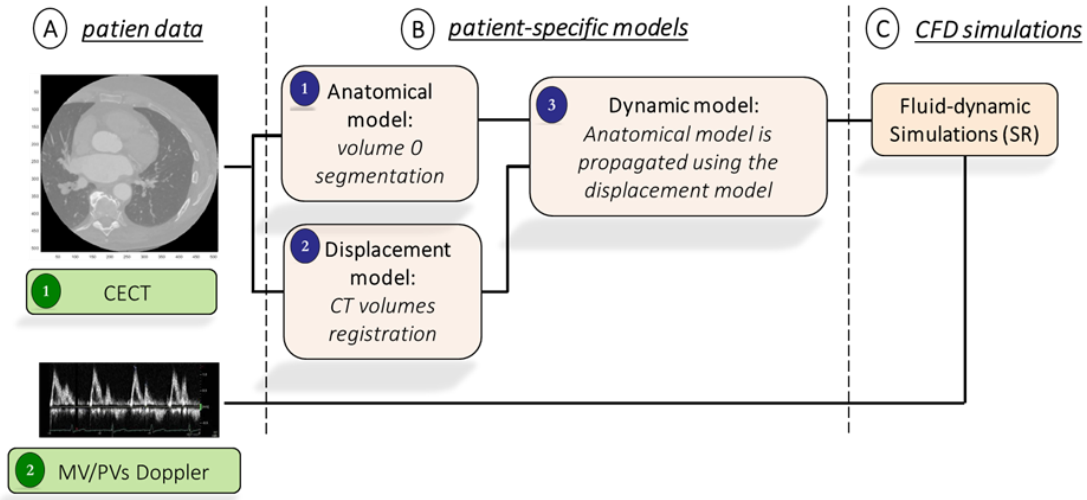 A patien data
B patient-specific models
C CFD simulations
1 Anatomical
model:
volume 0
segmentation
2 Displacement
model:
CT volumes
registration
3 Dynamic model:
Anatomical model is
propagated using the
displacement model
Fluid-dynamic
Simulations (SR)
1 CECT
2 MV/PVs Doppler